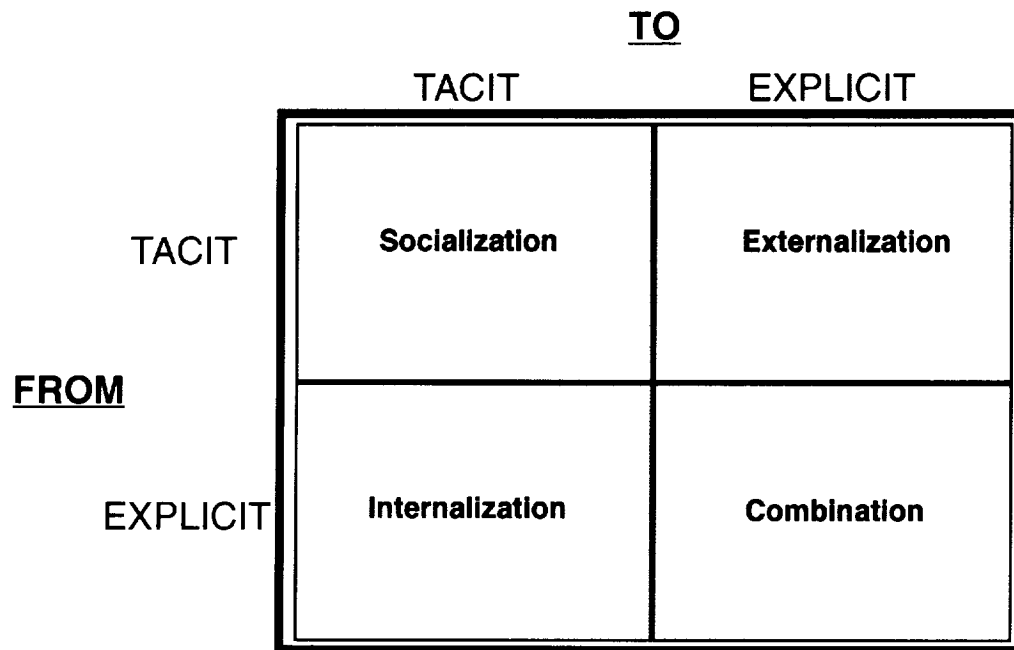 TO
TACIT EXPLICIT
TACIT
Socialization Externalization
FROM
EXPLICIT
Internalization Combination